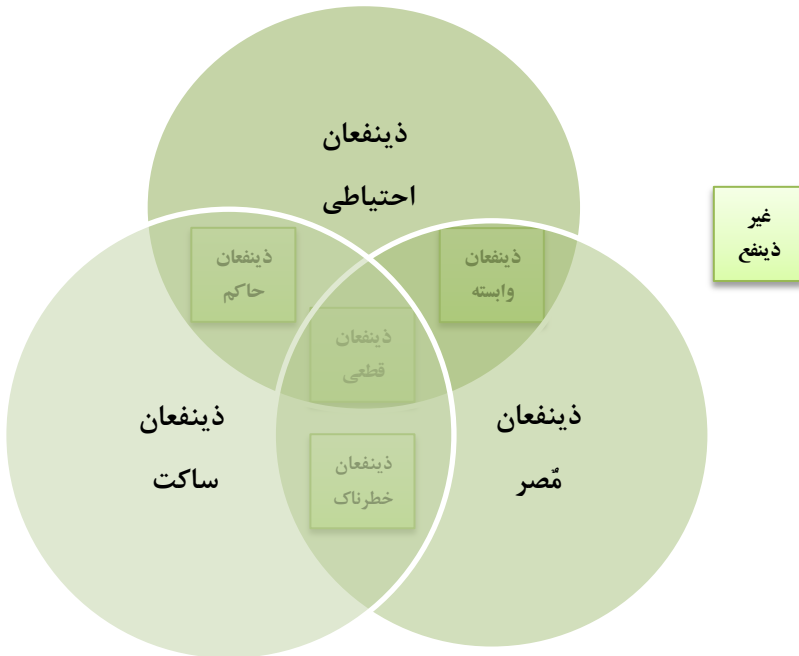 ذینفعان
احتیاطی
غیر
ذینفع
ذینفعان
حاکم
ذینفعان
وابسته
ذینفعان
قطعی
ذینفعان
ساکت
ذینفعان
مٌصر
ذینفعان
خطرناک